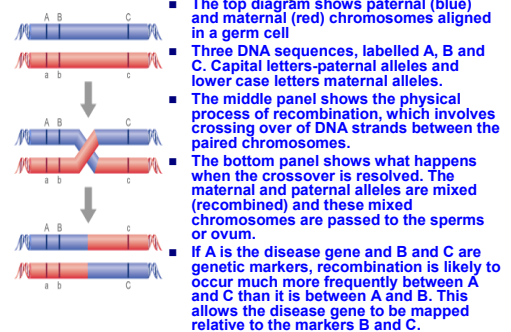 The top diagram shows paternal (blue)
and maternal (red) chromosomes aligned
in a germ cell
Three DNA sequences, labelled A, B and
C. Capital letters-paternal alleles and
lower case letters maternal alleles.
The middle panel shows the physical
process of recombination, which involves
crossing over of DNA strands between the
paired chromosomes.
The bottom panel shows what happens
when the crossover is resolved. The
maternal and paternal alleles are mixed
(recombined) and these mixed
chromosomes are passed to the sperms
or ovum.
If A is the disease gene and B and C are
genetic markers, recombination is likely to
occur much more frequently between A
and C than it is between A and B. This
allows the disease gene to be mapped
relative to the markers B and C.
A B C
a b c
A B C
a b c
A B c
a b C